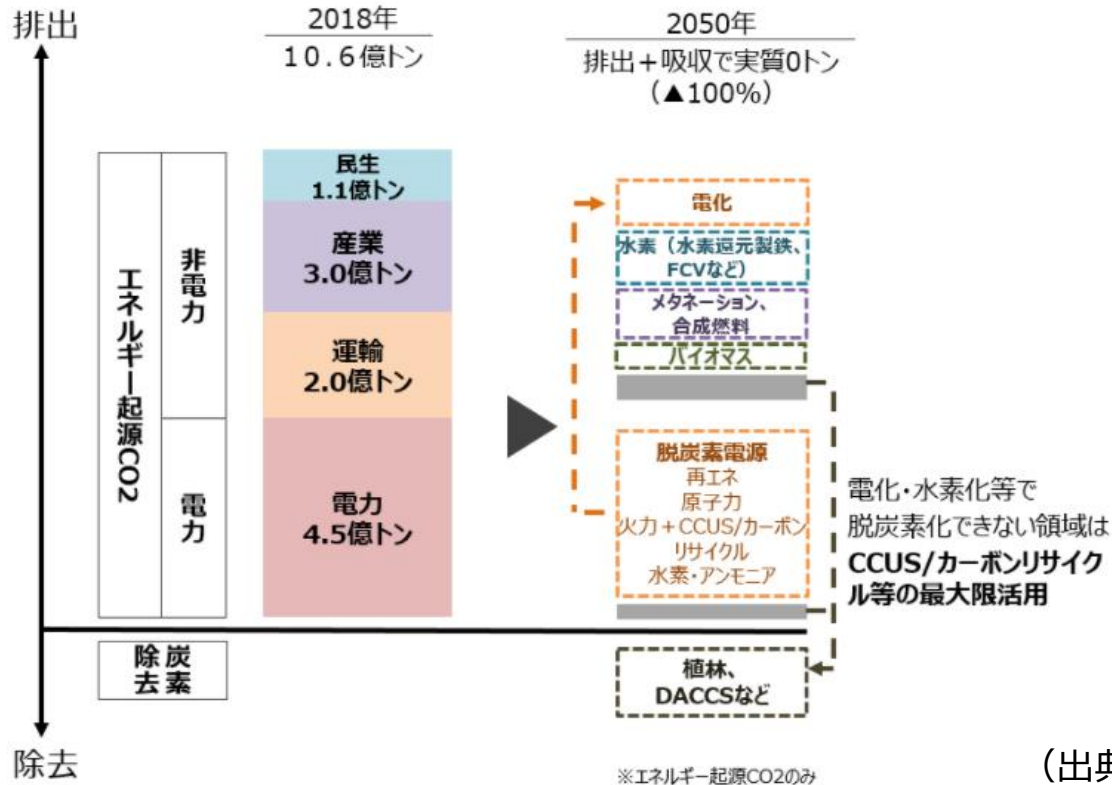 排出
2018年
10.6億トン
2050年
排出+吸収で実質0トン
(▲100%)
エネルギー起源CO2
非電力
電力
民生
1.1億トン
産業
3.0億トン
運輸
2.0億トン
電力
4.5億トン
電化
水素（水素還元製鉄、
FCVなど）
メタネーション、
合成燃料
バイオマス
脱炭素電源
再エネ
原子力
火力+CCUS/カーボン
リサイクル
水素・アンモニア
電化・水素化等で
脱炭素化できない領域は
CCUS/カーボンリサイク
ル等の最大限活用
炭素
除去
植林、
DACCSなど
除去
※エネルギー起源CO2のみ
（出典